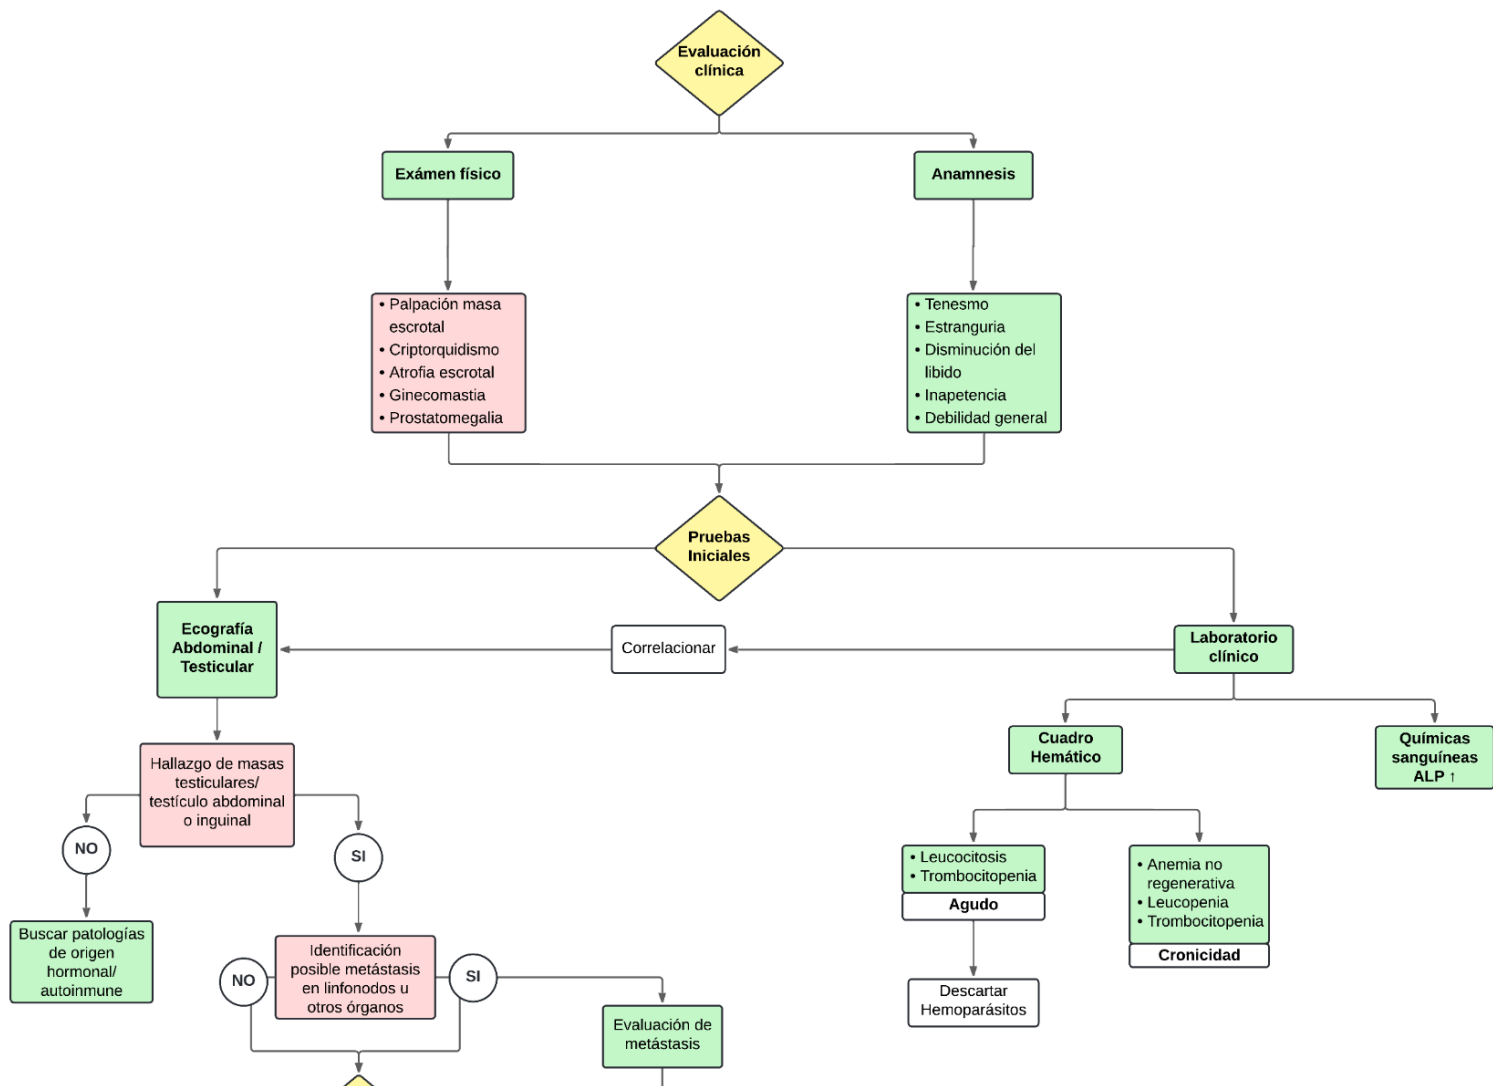 Evaluación
clínica
Exámen físico
Anamnesis
• Palpación masa
escrotal
• Criptorquidismo
• Atrofia escrotal
• Ginecomastia
• Prostatomegalia
• Tenesmo
• Estranguria
• Disminución del
libido
• Inapetencia
• Debilidad general
Pruebas
Iniciales
Ecografía
Abdominal /
Testicular
Correlacionar
Laboratorio
clínico
Cuadro
Hemático
Químicas
sanguíneas
ALP ↑
Hallazgo de masas
testiculares/
testículo abdominal
o inguinal
NO
SI
• Leucocitosis
• Trombocitopenia
Agudo
• Anemia no
regenerativa
• Leucopenia
• Trombocitopenia
Cronicidad
Buscar patologías
de origen
hormonal/
autoinmune
NO
Identificación
posible metástasis
en linfonodos u
otros órganos
SI
Descartar
Hemoparásitos
Evaluación de
metástasis